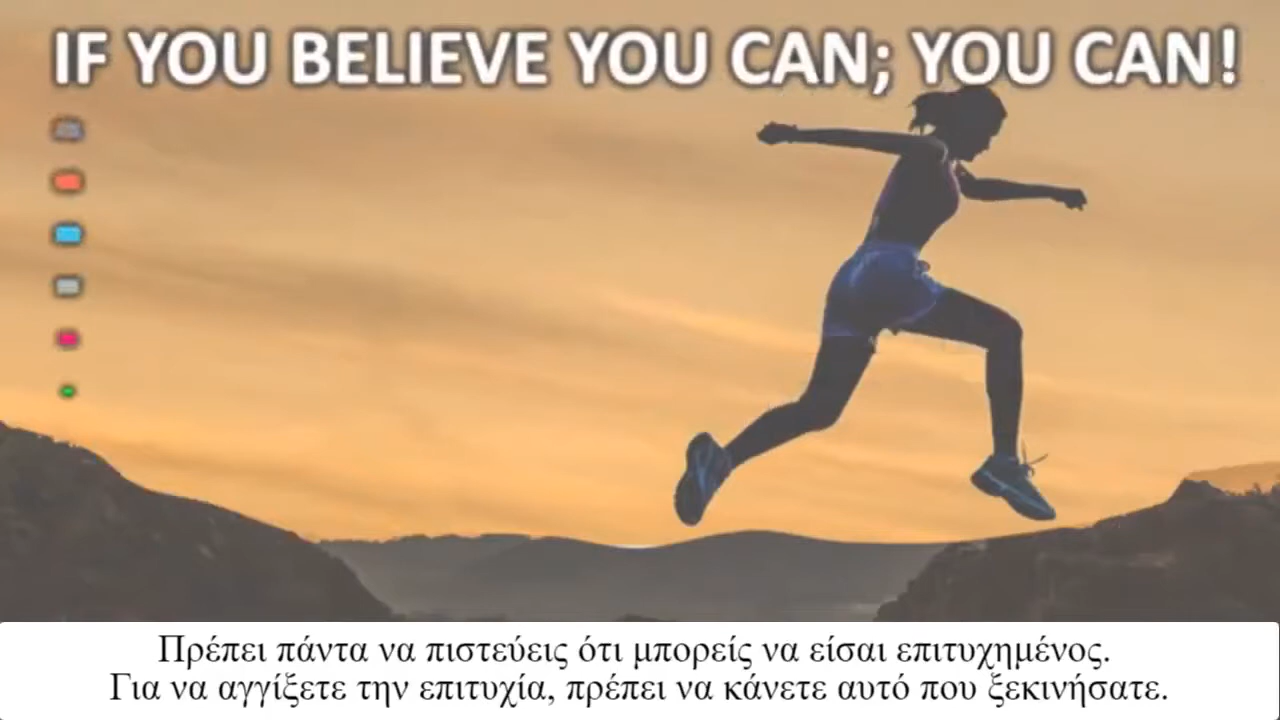 IF YOU BELIEVE YOU CAN; YOU CAN!
Πρέπει πάντα να πιστεύεις ότι μπορείς να είσαι επιτυχημένος.
Για να αγγίξετε την επιτυχία, πρέπει να κάνετε αυτό που ξεκινήσατε.